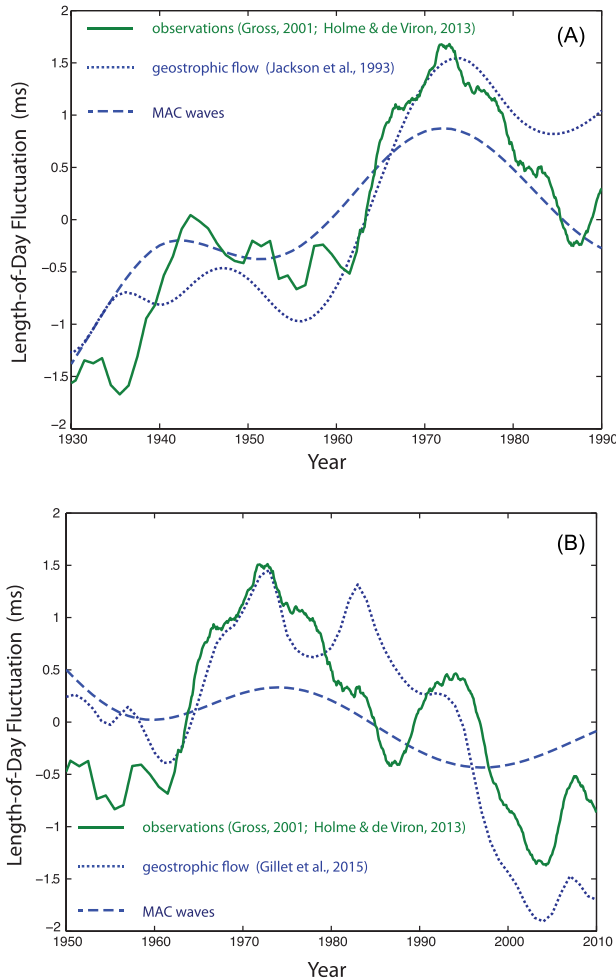 2
(A)
observations (Gross, 2001; Holme & de Viron, 2013)
1.5
geostrophic flow (Jackson et al., 1993)
1
MAC waves
0.5
0
−0.5
−1
−1.5
−2
Length-of-Day Fluctuation (ms)
1930 1940 1950 1960 1970 1980 1990
Year
2
(B)
1.5
1
0.5
0
−0.5
−1
observations (Gross, 2001; Holme & de Viron, 2013)
geostrophic flow (Gillet et al., 2015)
−1.5
MAC waves
−2
Length-of-Day Fluctuation (ms)
1950 1960 1970 1980 1990 2000 2010
Year